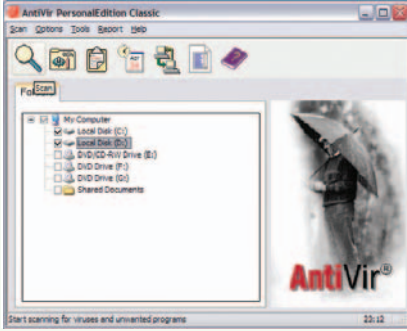 AntiVir PersonalEdition Classic
Scan Options Tools Report Help
Scan
My Computer
Local Disk (C:)
Local Disk (D:)
DVD/CD-RW Drive (E:)
DVD Drive (F:)
DVD Drive (G:)
Shared Documents
AntiVir®
Start scanning for viruses and unwanted programs
23:12